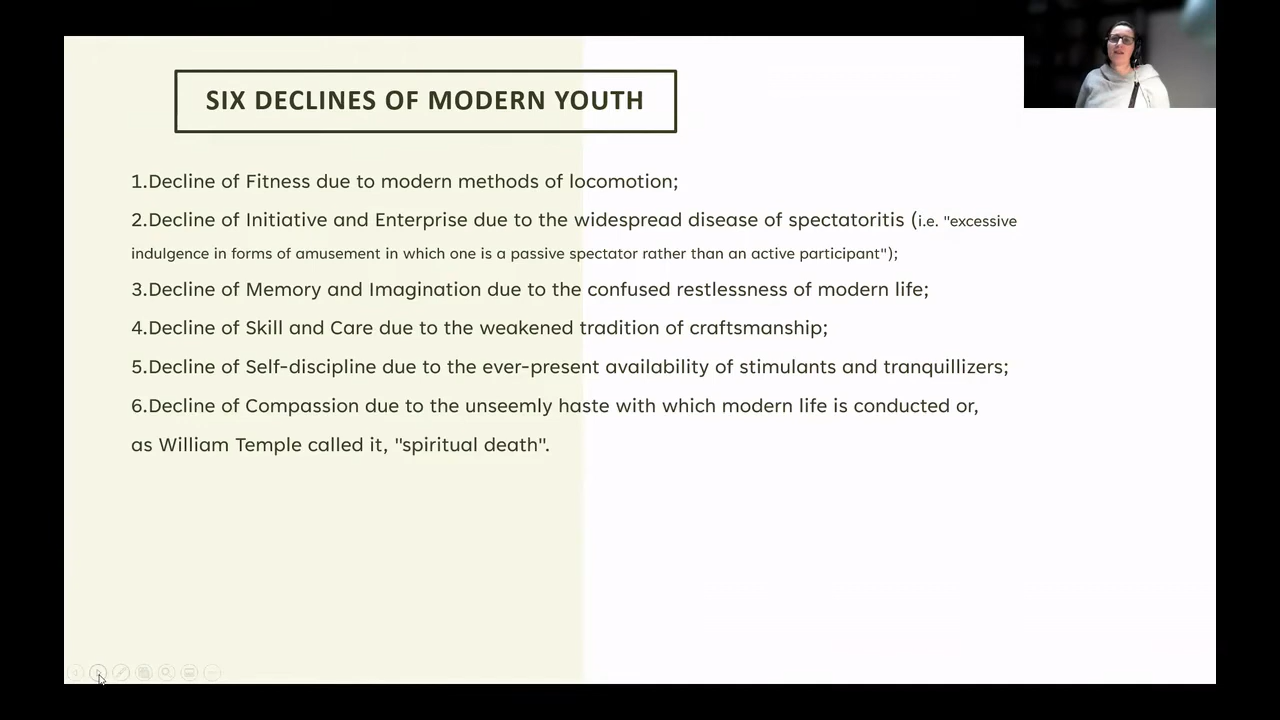 SIX DECLINES OF MODERN YOUTH
1.Decline of Fitness due to modern methods of locomotion;
2.Decline of Initiative and Enterprise due to the widespread disease of spectatoritis (i.e. "excessive
indulgence in forms of amusement in which one is a passive spectator rather than an active participant");
3.Decline of Memory and Imagination due to the confused restlessness of modern life;
4.Decline of Skill and Care due to the weakened tradition of craftsmanship;
5.Decline of Self-discipline due to the ever-present availability of stimulants and tranquillizers;
6.Decline of Compassion due to the unseemly haste with which modern life is conducted or,
as William Temple called it, "spiritual death".